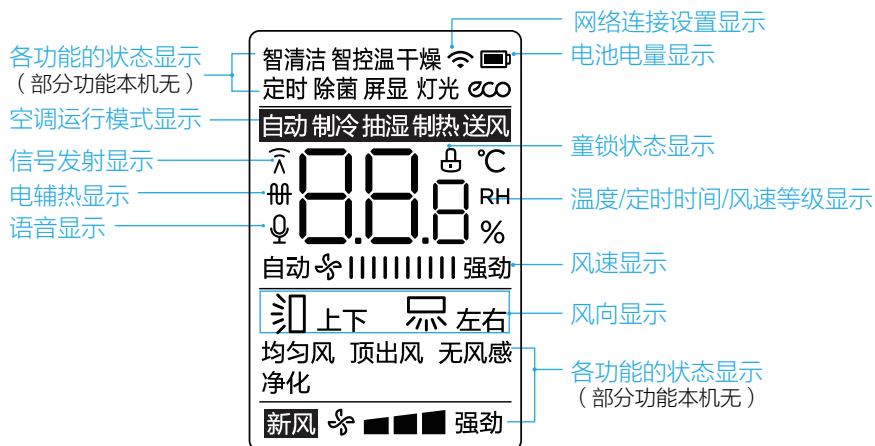 网络连接设置显示
各功能的状态显示
（部分功能本机无）
智清洁 智控温 干燥
电池电量显示
定时 除菌 屏显 灯光 eco
空调运行模式显示
自动 制冷 抽湿 制热 送风
信号发射显示
童锁状态显示
℃
电辅热显示
88.8
RH
温度/定时时间/风速等级显示
语音显示
%
自动 强劲
风速显示
上下 左右
风向显示
均匀风 顶出风 无风感
净化
各功能的状态显示
（部分功能本机无）
新风 强劲